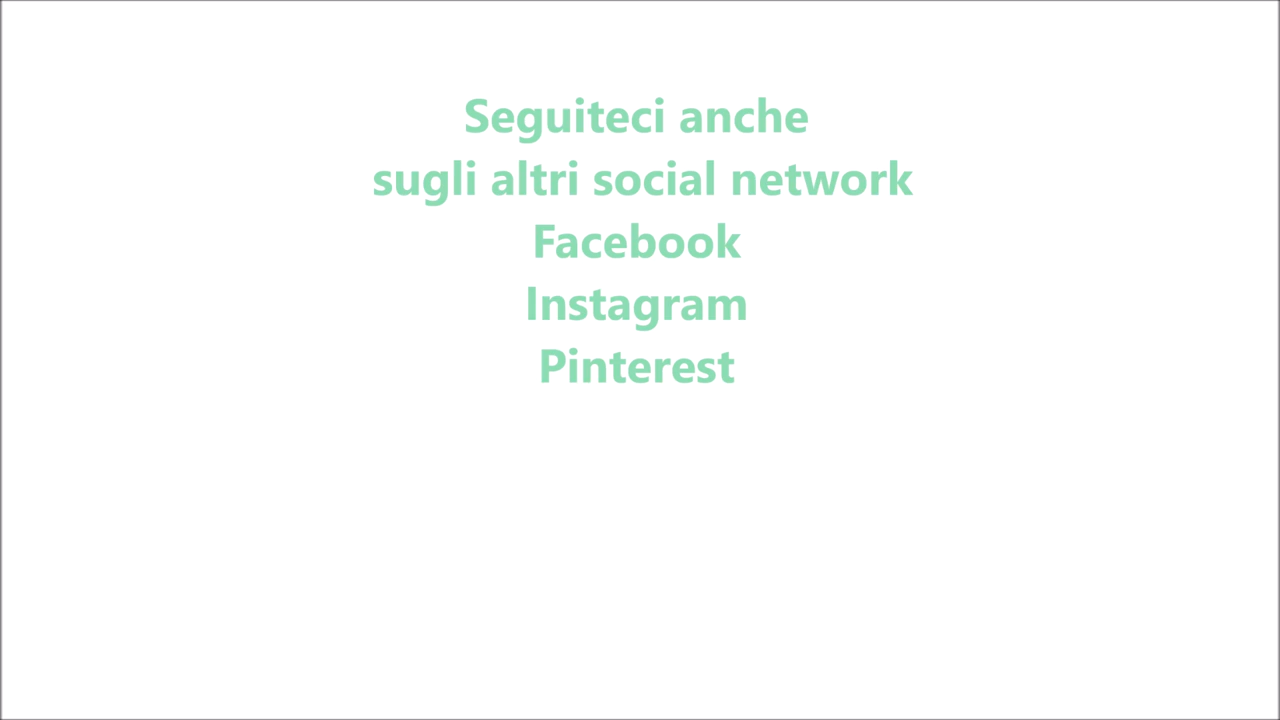 Seguiteci anche
sugli altri social network
Facebook
Instagram
Pinterest